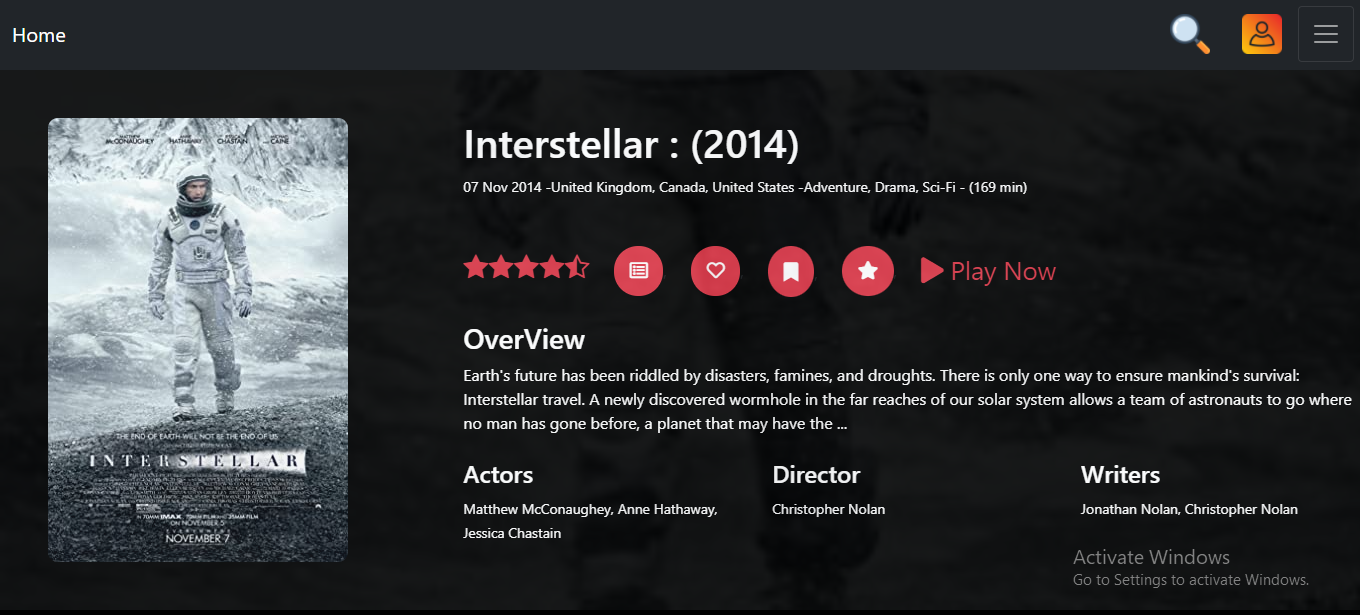 Home
Interstellar : (2014)
07 Nov 2014 -United Kingdom, Canada, United States -Adventure, Drama, Sci-Fi - (169 min)
Play Now
OverView
Earth's future has been riddled by disasters, famines, and droughts. There is only one way to ensure mankind's survival:
Interstellar travel. A newly discovered wormhole in the far reaches of our solar system allows a team of astronauts to go where
no man has gone before, a planet that may have the ...
Actors
Matthew McConaughey, Anne Hathaway,
Jessica Chastain
Director
Christopher Nolan
Writers
Jonathan Nolan, Christopher Nolan
MATTHEW McCONAUGHEY
ANNE HATHAWAY
JESSICA CHASTAIN
MICHAEL CAINE
THE END OF EARTH WILL NOT BE THE END OF US
INTERSTELLAR
IN 70MM IMAX, 70MM FILM AND 35MM FILM
ON NOVEMBER 5
EVERYWHERE
NOVEMBER 7
Activate Windows
Go to Settings to activate Windows.